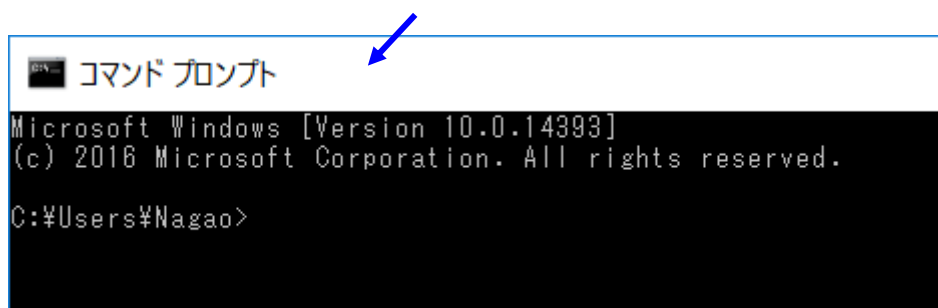 コマンド プロンプト
Microsoft Windows [Version 10.0.14393]
(c) 2016 Microsoft Corporation. All rights reserved.
C:¥Users¥Nagao>